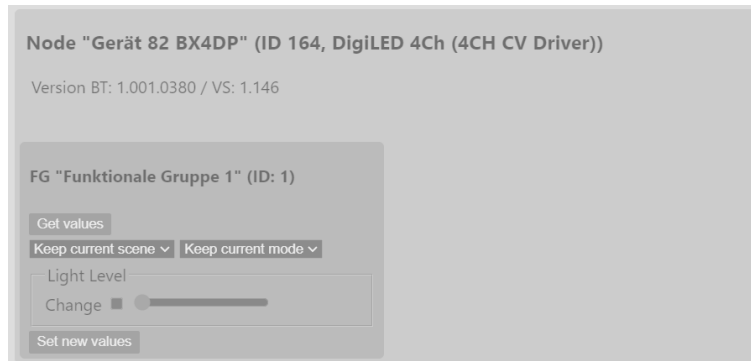 Node "Gerät 82 BX4DP" (ID 164, DigiLED 4Ch (4CH CV Driver))
Version BT: 1.001.0380 / VS: 1.146
FG "Funktionale Gruppe 1" (ID: 1)
Get values
Keep current scene Keep current mode
Light Level
Change
Set new values